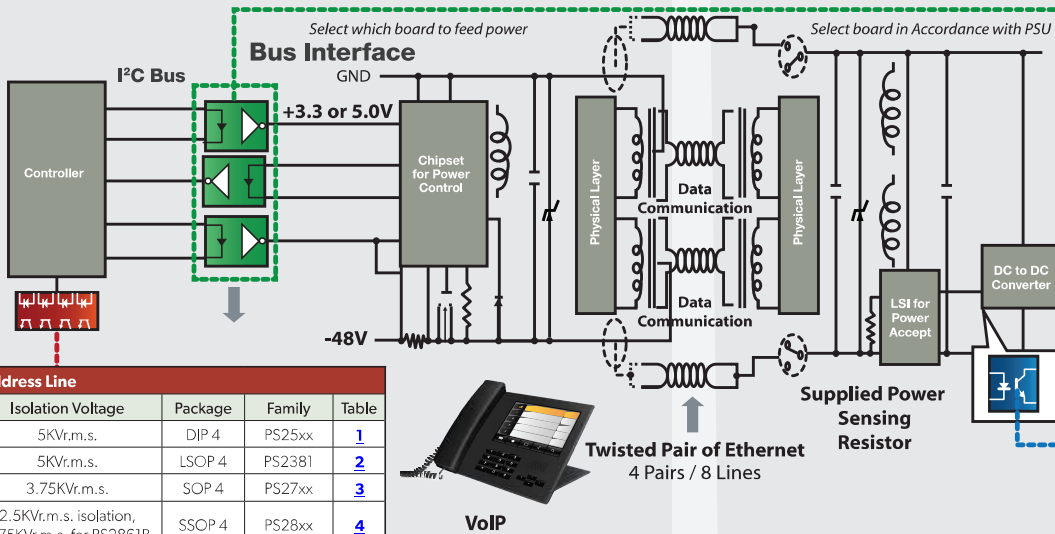 Select which board to feed power
Select board in Accordance with PSU
Bus Interface
I²C Bus
GND
+3.3 or 5.0V
Controller
Chipset
for Power
Control
Physical Layer
Data
Communication
Data
Communication
Physical Layer
DC to DC
Converter
LSI for
Power
Accept
-48V
Supplied Power
Sensing
Resistor
Twisted Pair of Ethernet
4 Pairs / 8 Lines
VoIP
Line
Isolation Voltage Package Family Table
5KVr.m.s. DIP 4 PS25xx 1
5KVr.m.s. LSOP 4 PS2381 2
3.75KVr.m.s. SOP 4 PS27xx 3
2.5KVr.m.s. isolation, SSOP 4 PS28xx 4